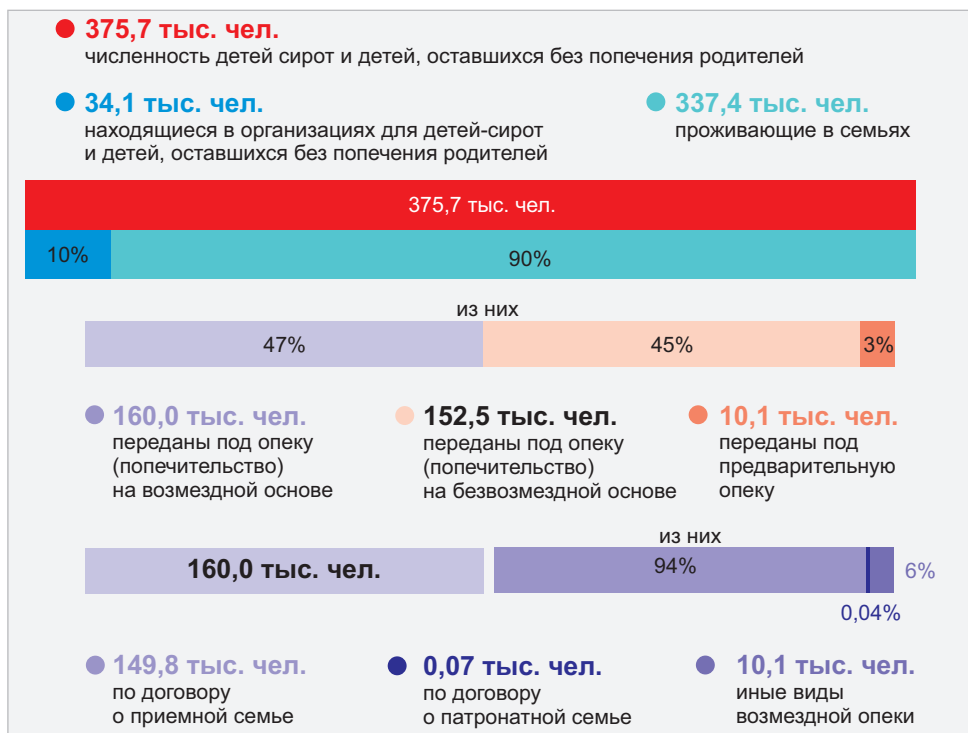 375,7 тыс. чел.
численность детей сирот и детей, оставшихся без попечения родителей
34,1 тыс. чел.
находящиеся в организациях для детей-сирот
и детей, оставшихся без попечения родителей
337,4 тыс. чел.
проживающие в семьях
375,7 тыс. чел.
10%
90%
из них
47%
45%
3%
160,0 тыс. чел.
переданы под опеку
(попечительство)
на возмездной основе
152,5 тыс. чел.
переданы под опеку
(попечительство)
на безвозмездной основе
10,1 тыс. чел.
переданы под
предварительную
опеку
из них
160,0 тыс. чел.
94%
6%
0,04%
149,8 тыс. чел.
по договору
о приемной семье
0,07 тыс. чел.
по договору
о патронатной семье
10,1 тыс. чел.
иные виды
возмездной опеки